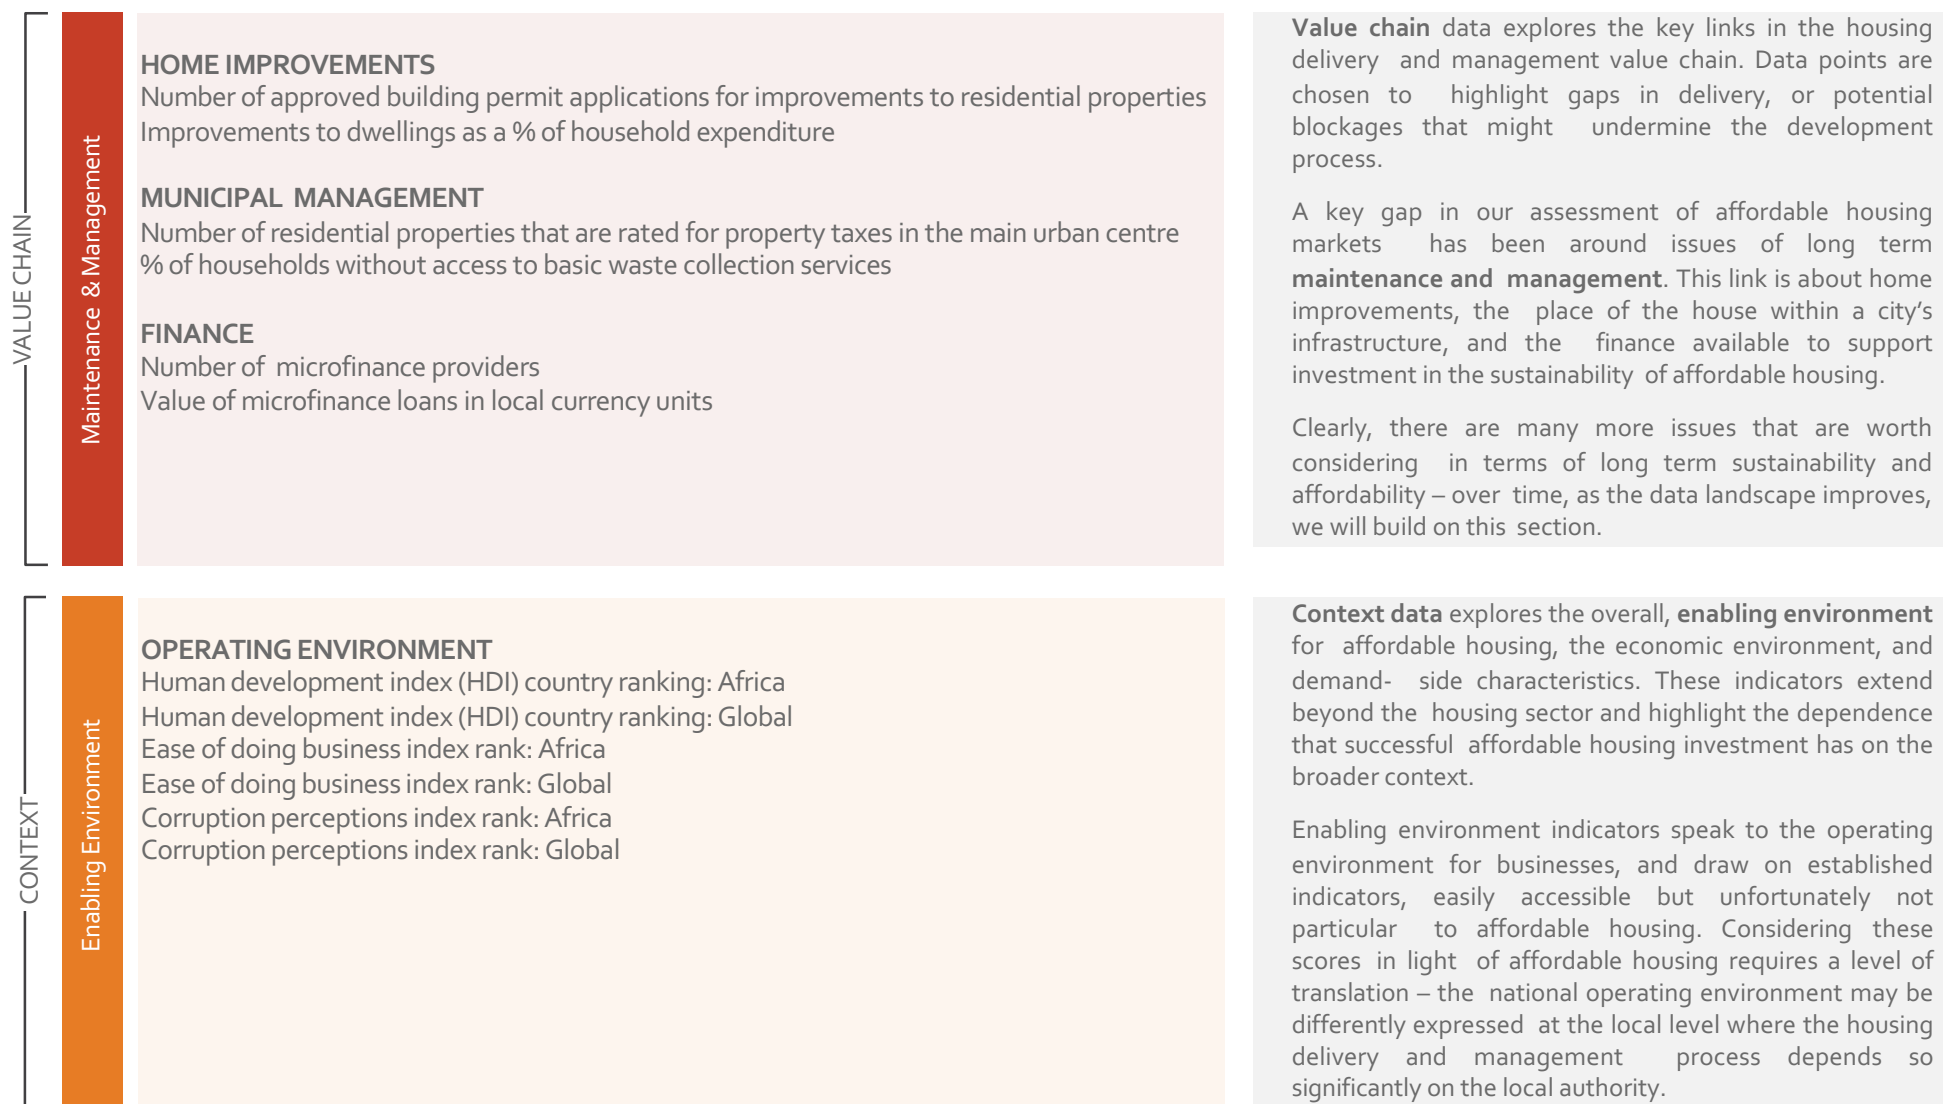 VALUE CHAIN
Maintenance & Management
HOME IMPROVEMENTS
Number of approved building permit applications for improvements to residential properties
Improvements to dwellings as a % of household expenditure
MUNICIPAL MANAGEMENT
Number of residential properties that are rated for property taxes in the main urban centre
% of households without access to basic waste collection services
FINANCE
Number of microfinance providers
Value of microfinance loans in local currency units
Value chain data explores the key links in the housing
delivery and management value chain. Data points are
chosen to highlight gaps in delivery, or potential
blockages that might undermine the development
process.
A key gap in our assessment of affordable housing
markets has been around issues of long term
maintenance and management. This link is about home
improvements, the place of the house within a city's
infrastructure, and the finance available to support
investment in the sustainability of affordable housing.
Clearly, there are many more issues that are worth
considering in terms of long term sustainability and
affordability – over time, as the data landscape improves,
we will build on this section.
CONTEXT
Enabling Environment
OPERATING ENVIRONMENT
Human development index (HDI) country ranking: Africa
Human development index (HDI) country ranking: Global
Ease of doing business index rank: Africa
Ease of doing business index rank: Global
Corruption perceptions index rank: Africa
Corruption perceptions index rank: Global
Context data explores the overall, enabling environment
for affordable housing, the economic environment, and
demand- side characteristics. These indicators extend
beyond the housing sector and highlight the dependence
that successful affordable housing investment has on the
broader context.
Enabling environment indicators speak to the operating
environment for businesses, and draw on established
indicators, easily accessible but unfortunately not
particular to affordable housing. Considering these
scores in light of affordable housing requires a level of
translation – the national operating environment may be
differently expressed at the local level where the housing
delivery and management process depends so
significantly on the local authority.